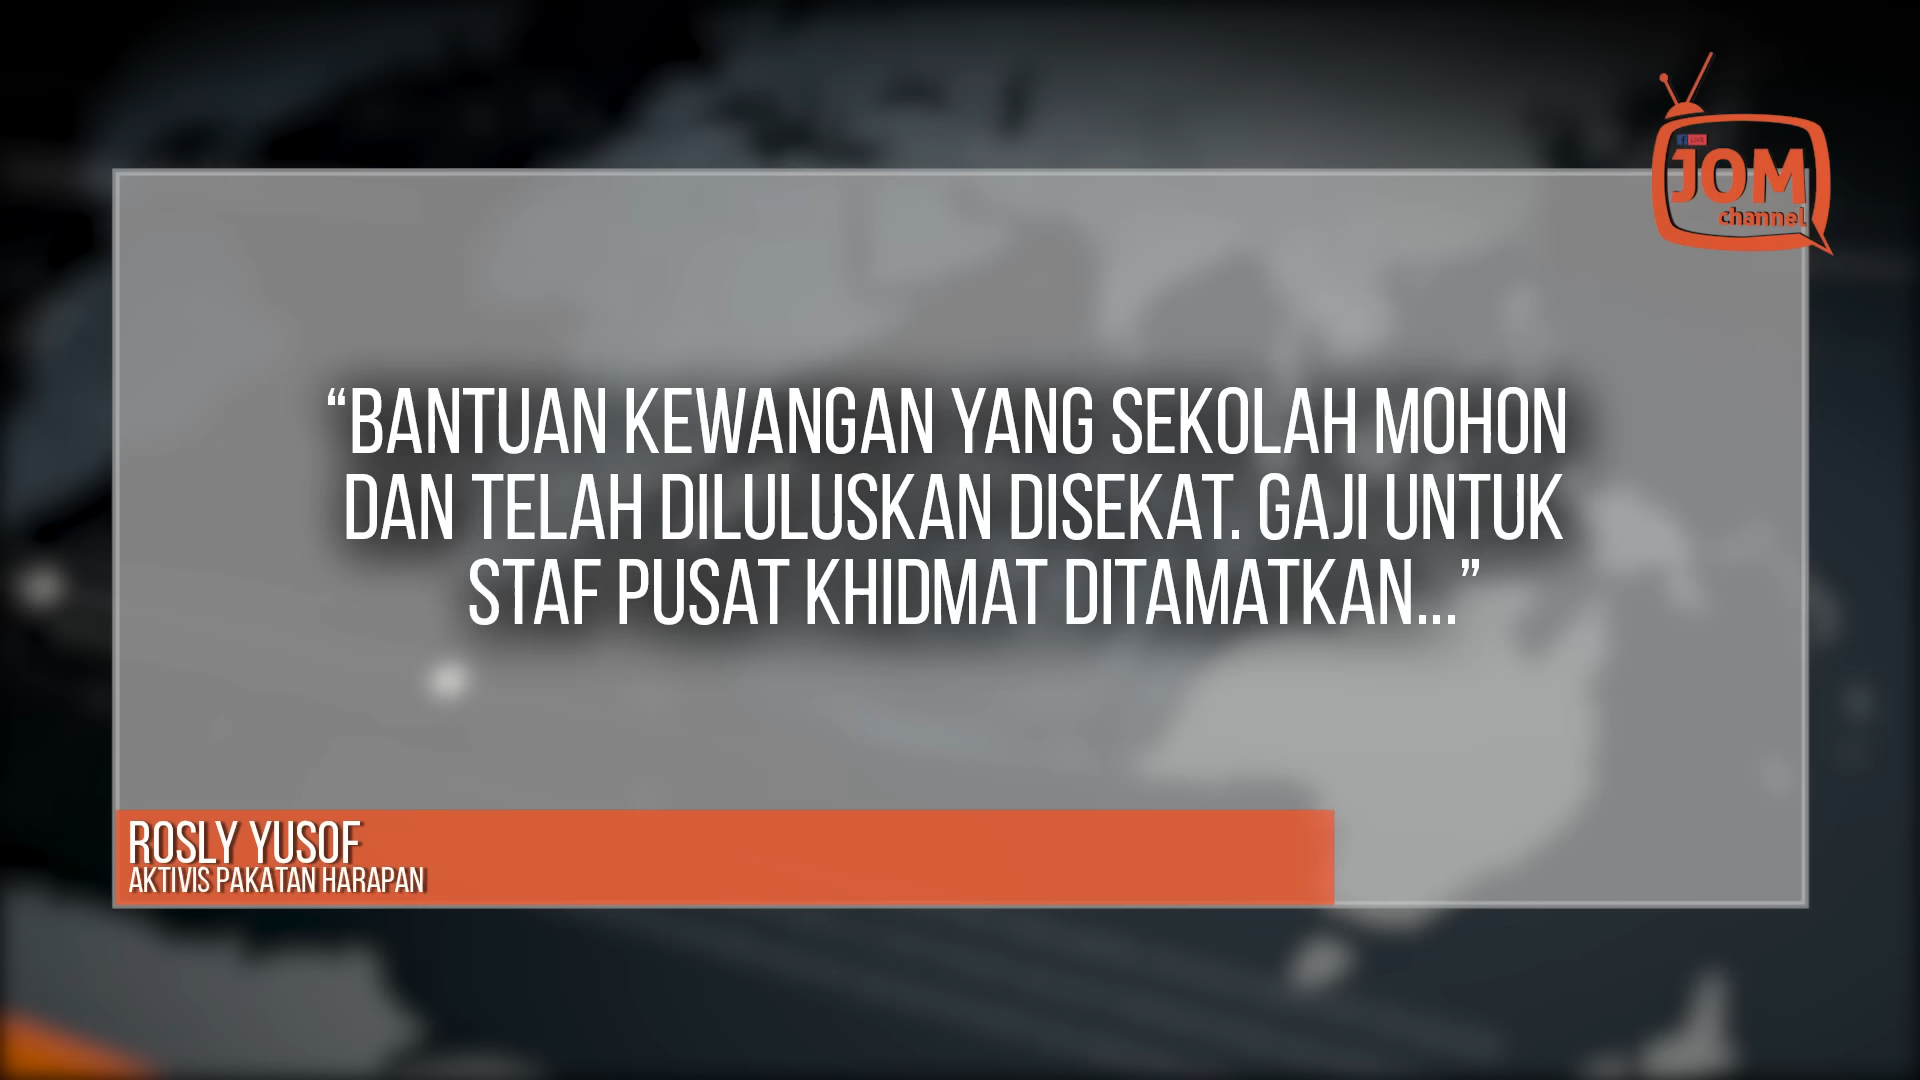 LIVE
JOM
channel
“BANTUAN KEWANGAN YANG SEKOLAH MOHON
DAN TELAH DILULUSKAN DISEKAT. GAJI UNTUK
STAF PUSAT KHIDMAT DITAMATKAN...”
ROSLY YUSOF
AKTIVIS PAKATAN HARAPAN